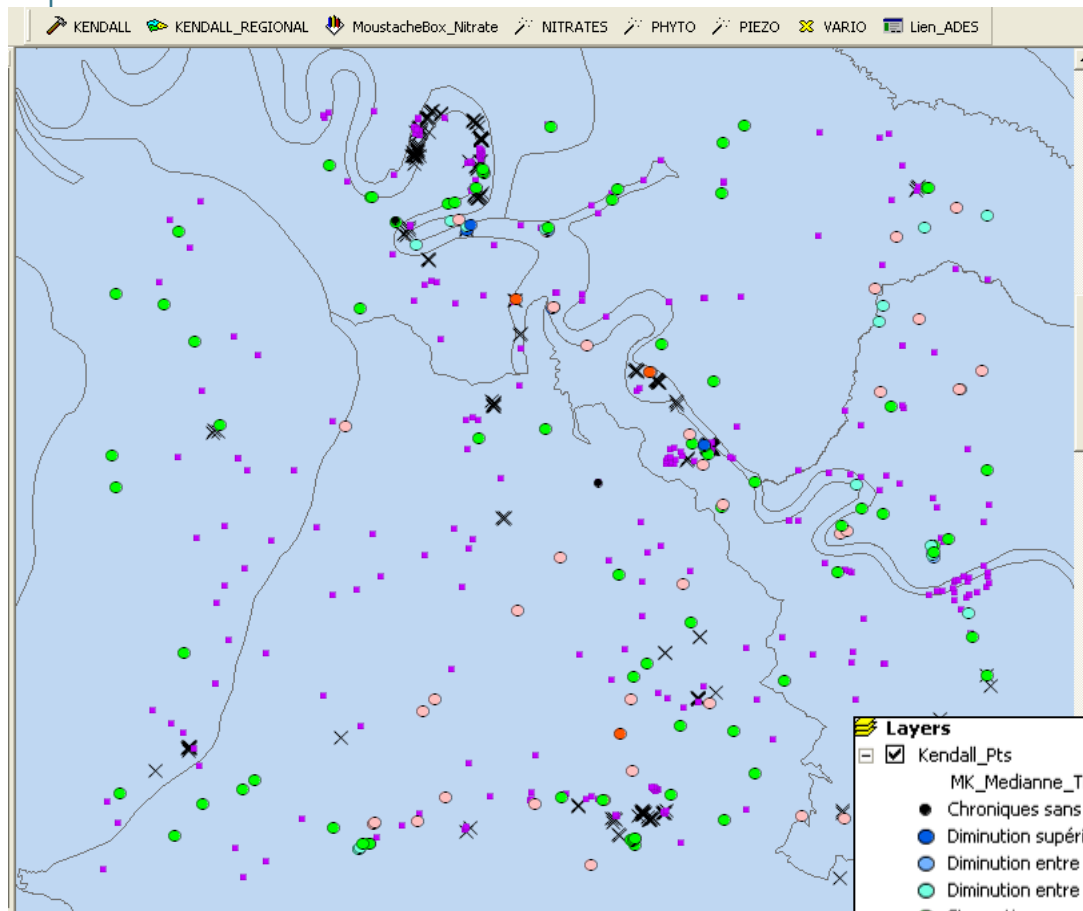 KENDALL KENDALL_REGIONAL MoustacheBox_Nitrate NITRATES PHYTO PIEZO VARIO Lien_ADES
Layers
Kendall_Pts
MK_Medianne_T
Chroniques sans
Diminution supéri
Diminution entre
Diminution entre